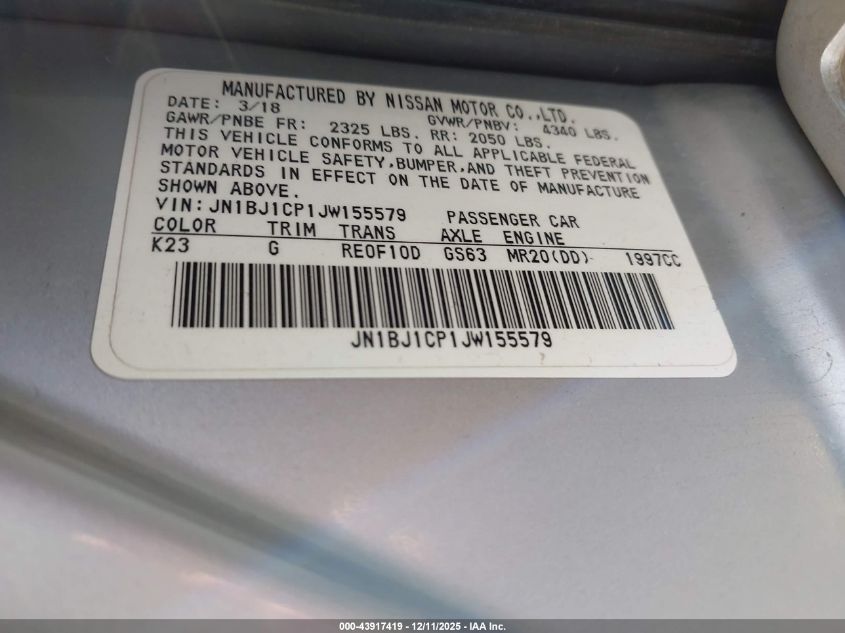 MANUFACTURED BY NISSAN MOTOR CO.,LTD.
DATE: 3/18 GVWR/PNBV: 4340 LBS.
GAWR/PNBE FR: 2325 LBS. RR: 2050 LBS.
THIS VEHICLE CONFORMS TO ALL APPLICABLE FEDERAL
MOTOR VEHICLE SAFETY,BUMPER,AND THEFT PREVENTION
STANDARDS IN EFFECT ON THE DATE OF MANUFACTURE
SHOWN ABOVE.
VIN:JN1BJ1CP1JW155579 PASSENGER CAR
COLOR TRIM TRANS AXLE ENGINE
K23 G RE0F10D GS63 MR20(DD) 1997CC
JN1BJ1CP1JW155579
000-43917419 - 12/11/2025 - IAA, Inc.